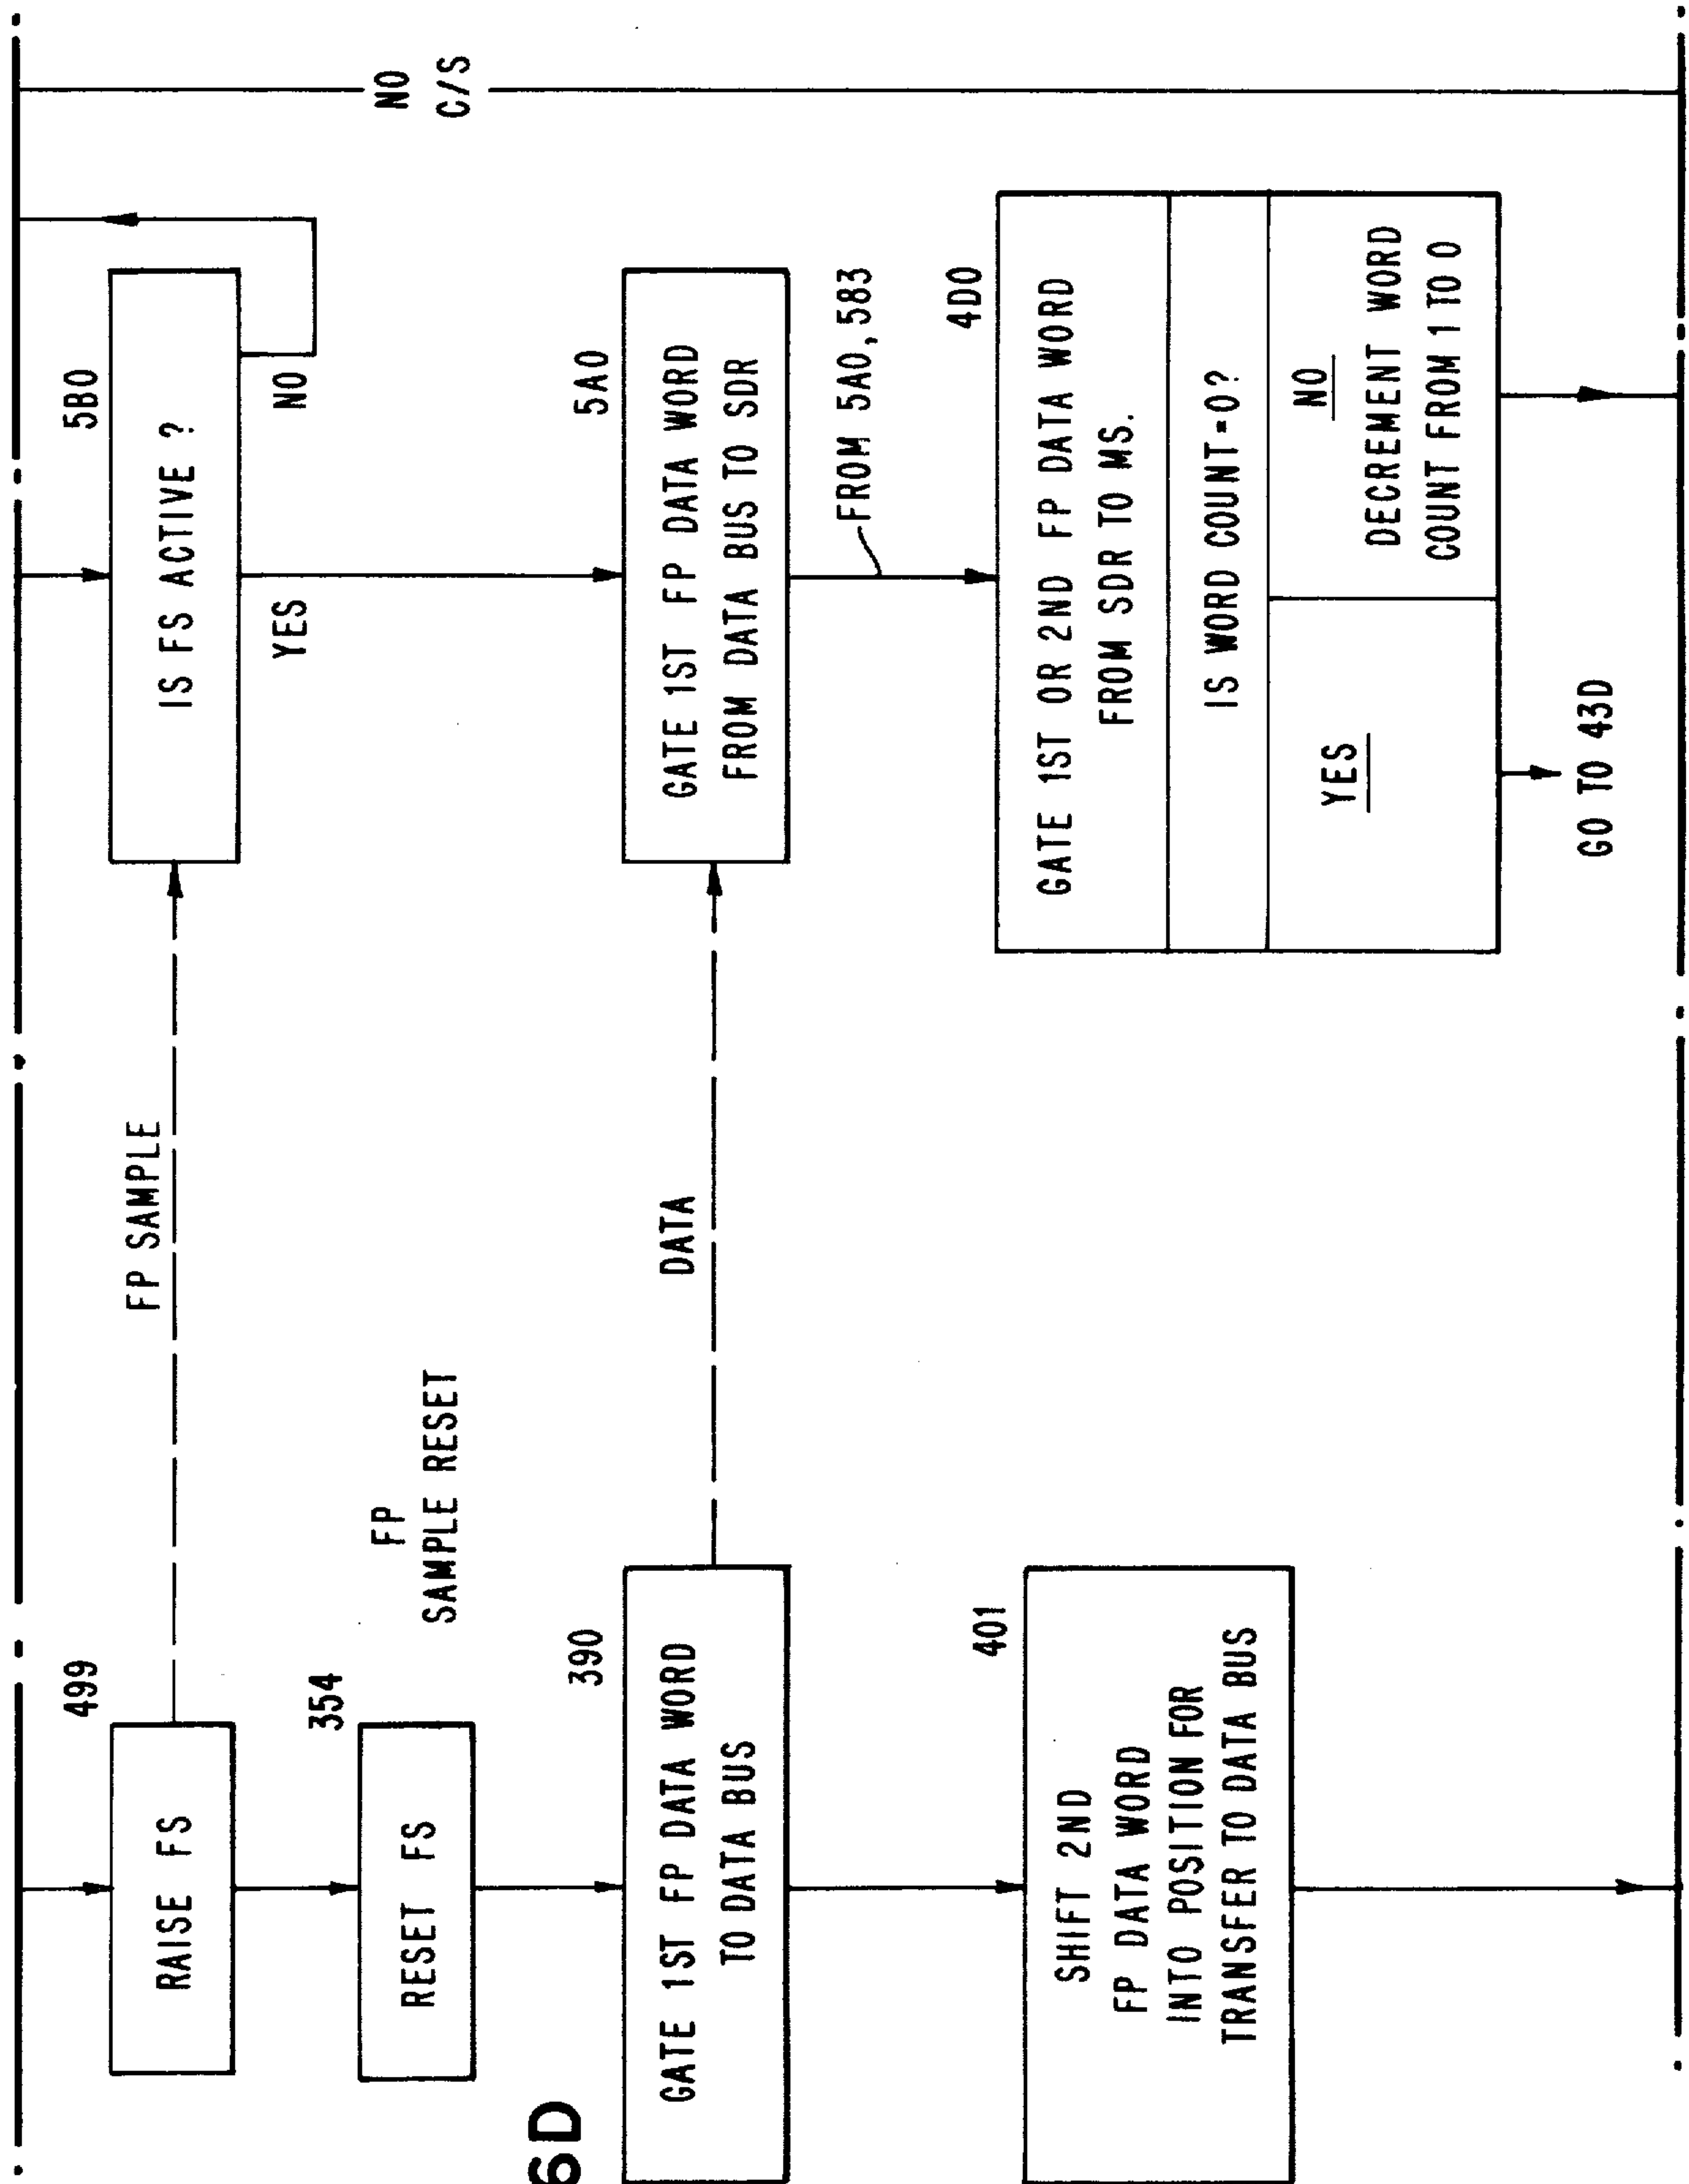 499
RAISE FS
FP SAMPLE
5B0
IS FS ACTIVE ?
YES
NO
NO
C/S
354
RESET FS
FP
SAMPLE RESET
6D
390
GATE 1ST FP DATA WORD
TO DATA BUS
DATA
5A0
GATE 1ST FP DATA WORD
FROM DATA BUS TO SDR
FROM 5A0, 583
401
SHIFT 2ND
FP DATA WORD
INTO POSITION FOR
TRANSFER TO DATA BUS
4D0
GATE 1ST OR 2ND FP DATA WORD
FROM SDR TO MS.
IS WORD COUNT=0?
YES
NO
DECREMENT WORD
COUNT FROM 1 TO 0
GO TO 43D